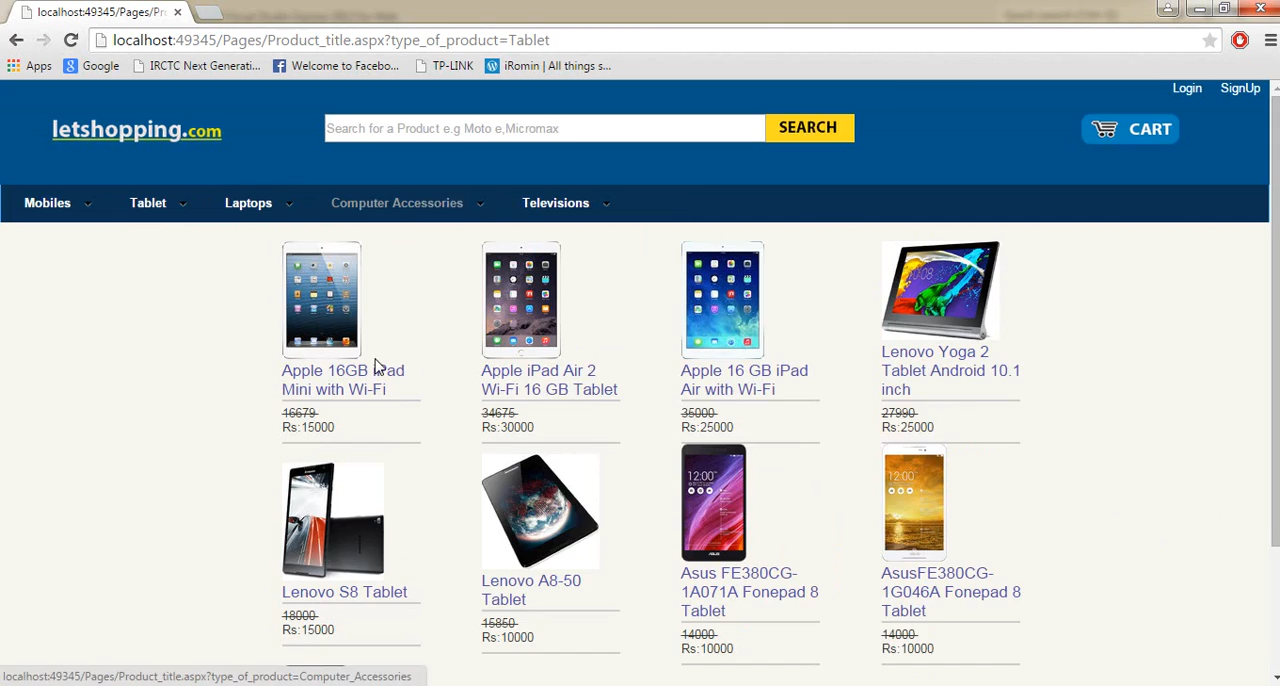 localhost:49345/Pages/Pro
localhost:49345/Pages/Product_title.aspx?type_of_product=Tablet
Apps Google IRCTC Next Generati... Welcome to Facebo... TP-LINK iRomin | All things s...
Login SignUp
letshopping.com
Search for a Product e.g Moto e,Micromax
SEARCH
CART
Mobiles Tablet Laptops Computer Accessories Televisions
Apple 16GB iPad
Mini with Wi-Fi
16679
Rs:15000
Apple iPad Air 2
Wi-Fi 16 GB Tablet
34675
Rs:30000
Apple 16 GB iPad
Air with Wi-Fi
35000
Rs:25000
Lenovo Yoga 2
Tablet Android 10.1
inch
27990
Rs:25000
Lenovo S8 Tablet
18000
Rs:15000
Lenovo A8-50
Tablet
15850
Rs:10000
Asus FE380CG-
1A071A Fonepad 8
Tablet
14000
Rs:10000
AsusFE380CG-
1G046A Fonepad 8
Tablet
14000
Rs:10000
localhost:49345/Pages/Product_title.aspx?type_of_product=Computer_Accessories